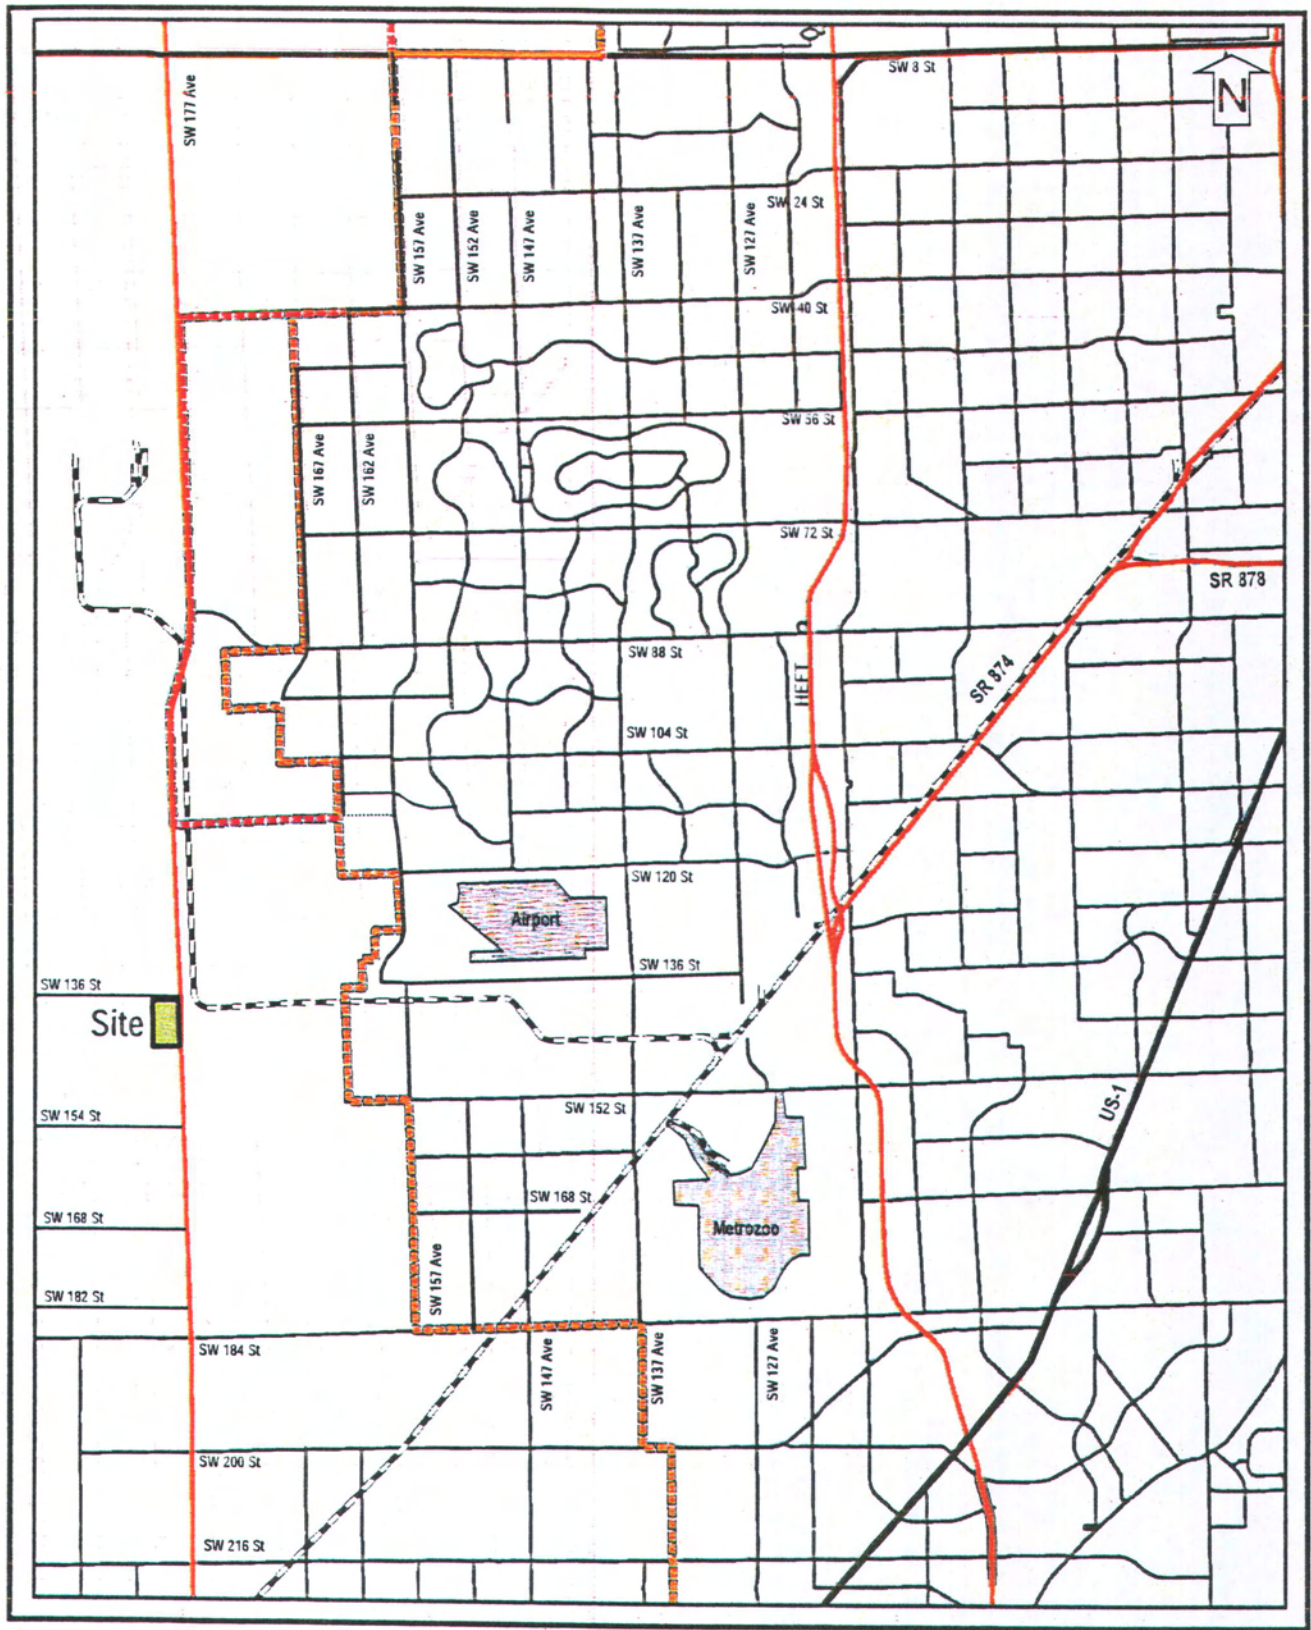 SW 8 St
N
SW 177 Ave
SW 24 St
SW 157 Ave
SW 152 Ave
SW 147 Ave
SW 137 Ave
SW 127 Ave
SW 40 St
SW 56 St
SW 167 Ave
SW 162 Ave
SW 72 St
SR 878
SW 88 St
HEFT
SR 874
SW 104 St
SW 120 St
Airport
SW 136 St
SW 136 St
Site
SW 154 St
SW 152 St
US-1
SW 168 St
SW 168 St
Metrozoo
SW 157 Ave
SW 182 St
SW 184 St
SW 147 Ave
SW 137 Ave
SW 127 Ave
SW 200 St
SW 216 St